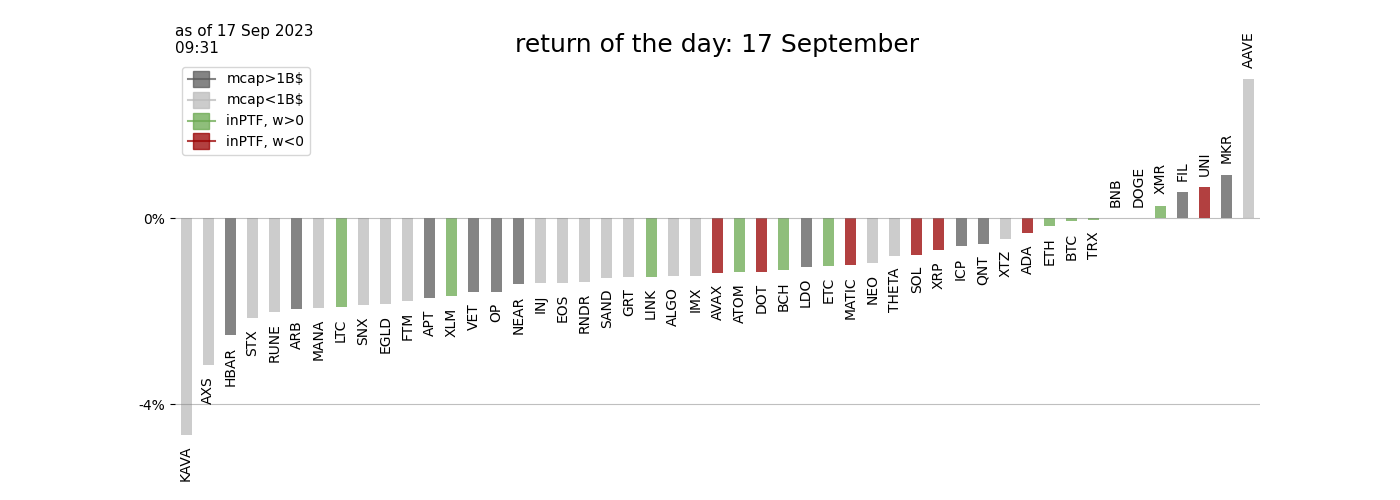 as of 17 Sep 2023
09:31
return of the day: 17 September
mcap>1B$
mcap<1B$
inPTF, w>0
inPTF, w<0
0%
-4%
KAVA
AXS
HBAR
STX
RUNE
ARB
MANA
LTC
SNX
EGLD
FTM
APT
XLM
VET
OP
NEAR
INJ
EOS
RNDR
SAND
GRT
LINK
ALGO
IMX
AVAX
ATOM
DOT
BCH
LDO
ETC
MATIC
NEO
THETA
SOL
XRP
ICP
QNT
XTZ
ADA
ETH
BTC
TRX
BNB
DOGE
XMR
FIL
UNI
MKR
AAVE